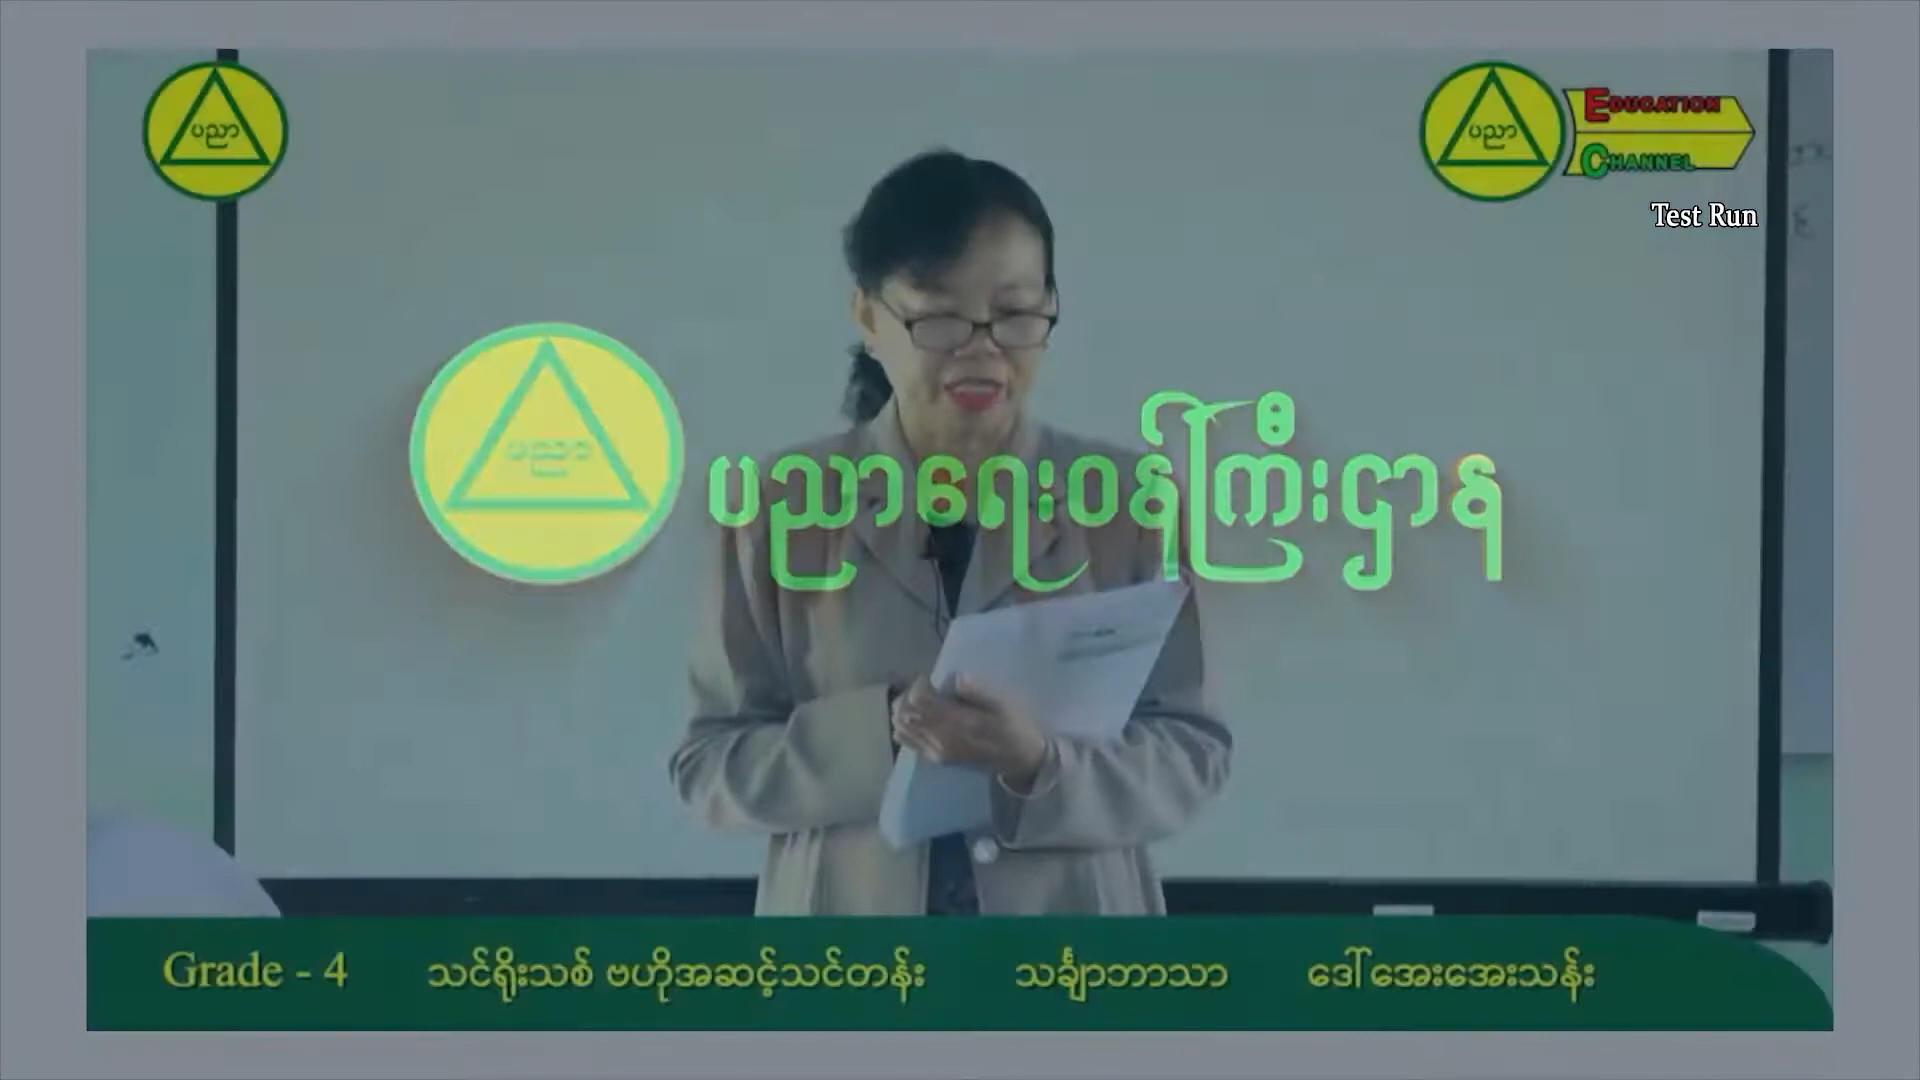 ပညာ
ပညာ
EDUCATION
CHANNEL
Test Run
ပညာ
ပညာရေးဝန်ကြီးဌာန
Grade - 4 သင်ရိုးသစ် ဗဟိုအဆင့်သင်တန်း သင်္ချာဘာသာ ဒေါ်အေးအေးသန်း